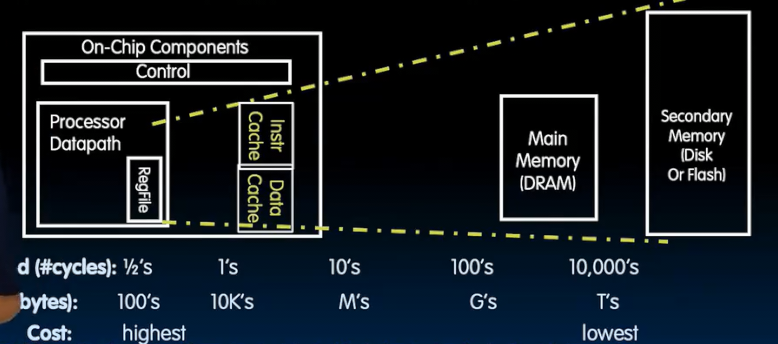 On-Chip Components
Control
Processor
Datapath
RegFile
Instr
Cache
Data
Cache
Main
Memory
(DRAM)
Secondary
Memory
(Disk
Or Flash)
d (#cycles): ½'s 1's 10's 100's 10,000's
bytes): 100's 10K's M's G's T's
Cost: highest lowest